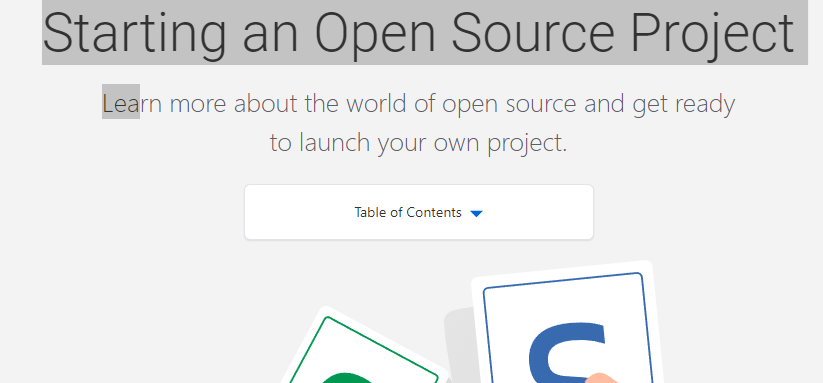 Starting an Open Source Project
Learn more about the world of open source and get ready
to launch your own project.
Table of Contents
S